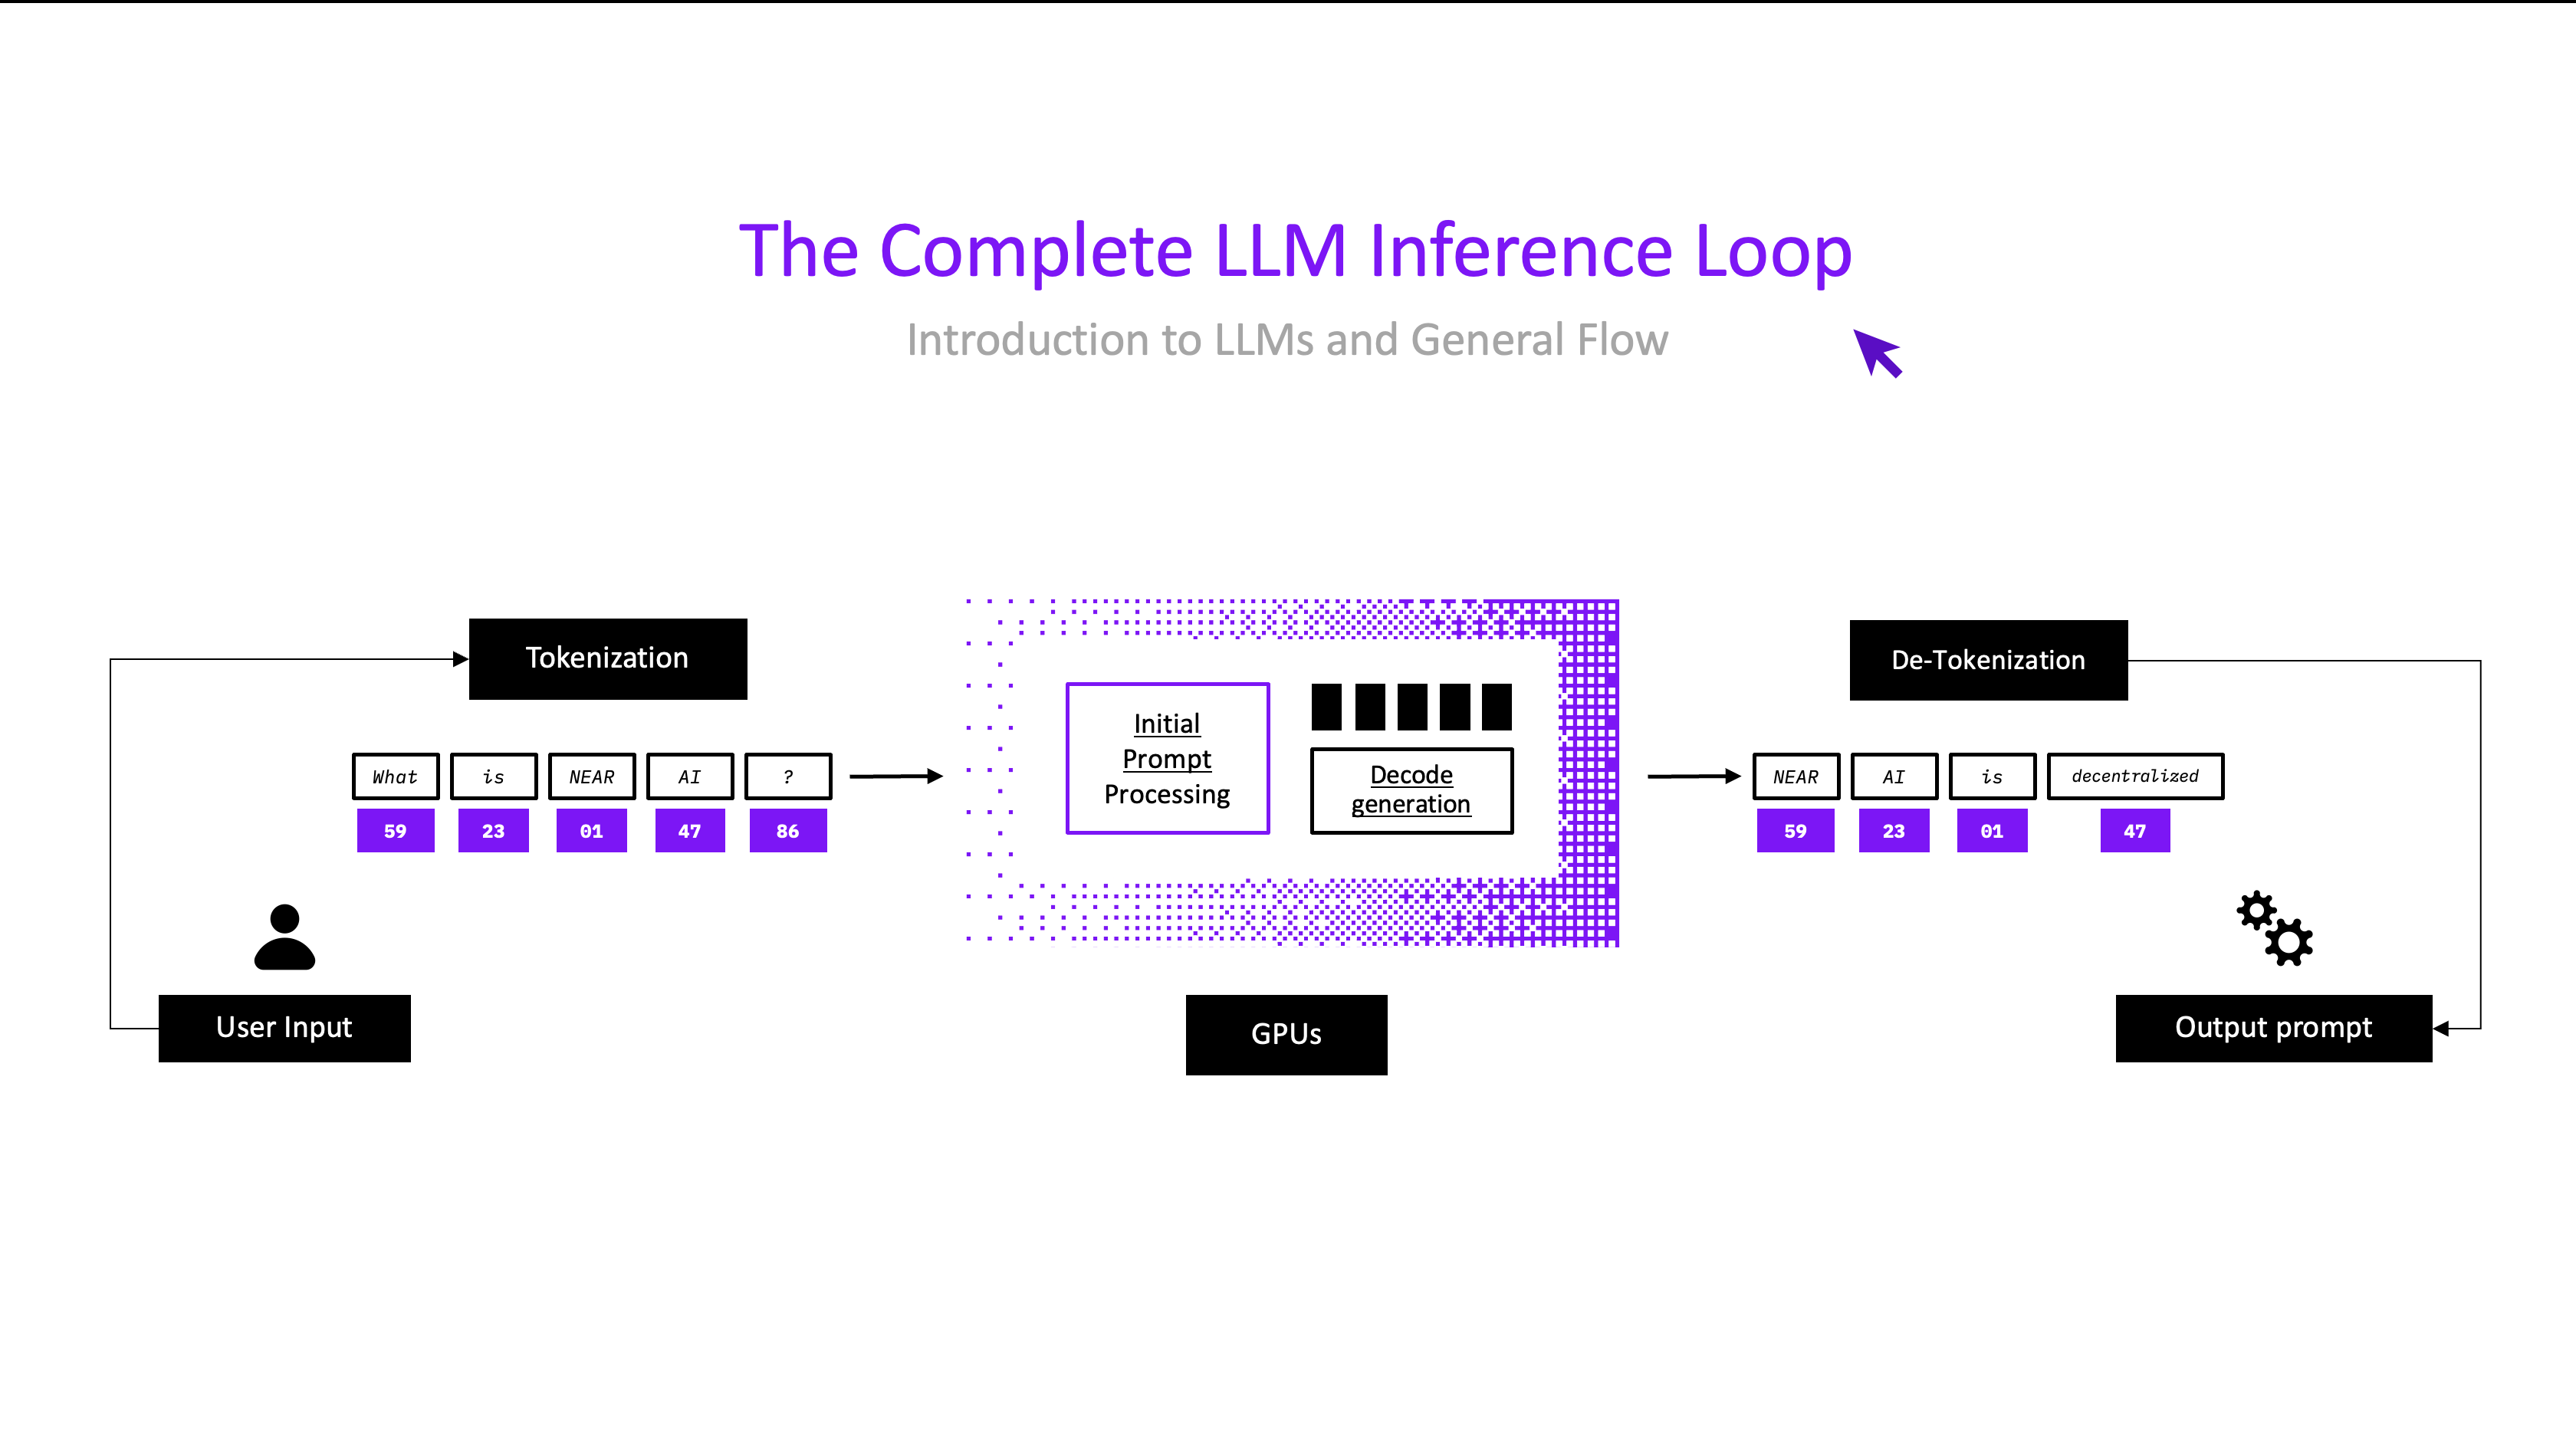 The Complete LLM Inference Loop
Introduction to LLMs and General Flow
Tokenization
What is NEAR AI ?
59 23 01 47 86
User Input
Initial
Prompt
Processing
Decode
generation
GPUs
De-Tokenization
NEAR AI is decentralized
59 23 01 47
Output prompt